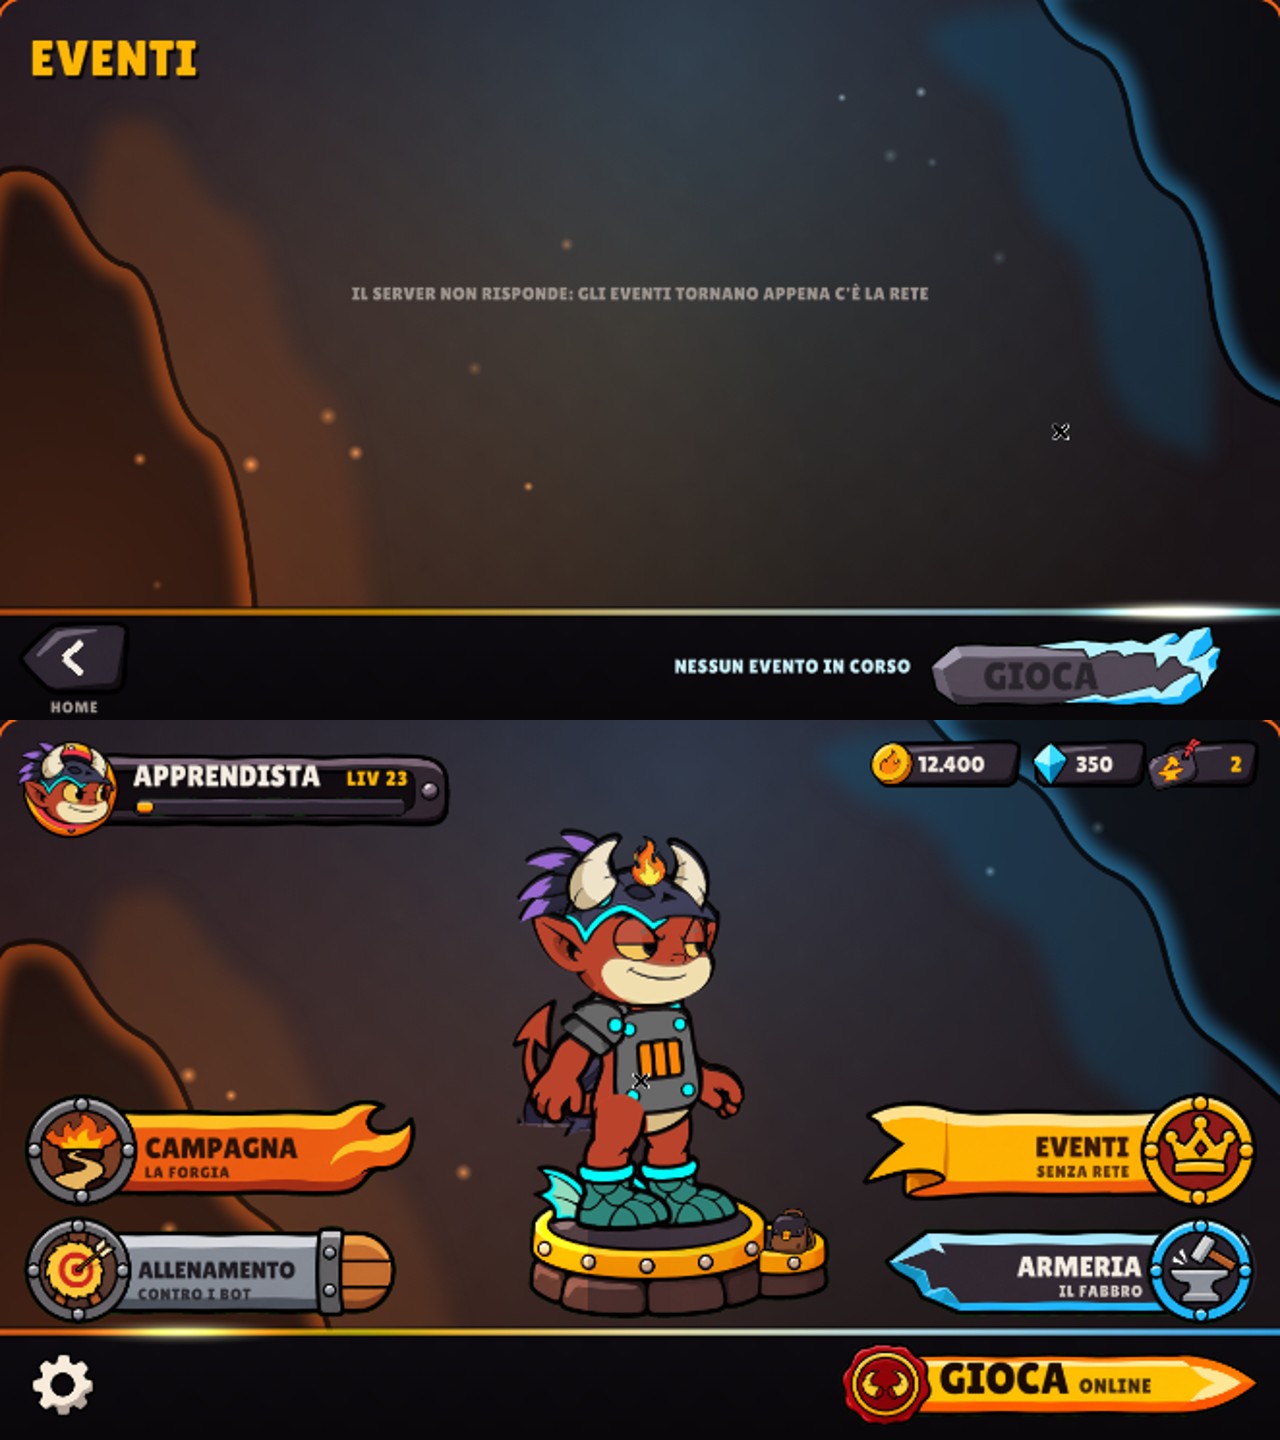 EVENTI
IL SERVER NON RISPONDE: GLI EVENTI TORNANO APPENA C'È LA RETE
NESSUN EVENTO IN CORSO
GIOCA
HOME
APPRENDISTA LIV 23
12.400
350
2
CAMPAGNA
LA FORGIA
EVENTI
SENZA RETE
ALLENAMENTO
CONTRO I BOT
ARMERIA
IL FABBRO
GIOCA ONLINE